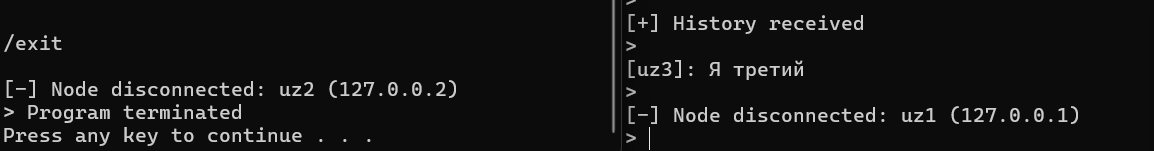 /exit
[-] Node disconnected: uz2 (127.0.0.2)
> Program terminated
Press any key to continue . . .
>
[+] History received
>
[uz3]: Я третий
>
[-] Node disconnected: uz1 (127.0.0.1)
>